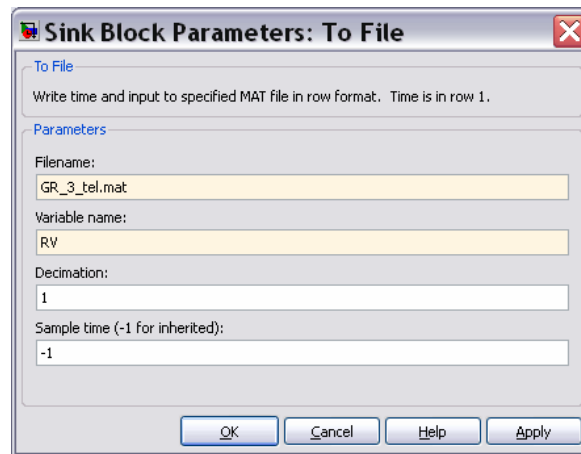 Sink Block Parameters: To File
To File
Write time and input to specified MAT file in row format. Time is in row 1.
Parameters
Filename:
GR_3_tel.mat
Variable name:
RV
Decimation:
1
Sample time (-1 for inherited):
-1
OK Cancel Help Apply